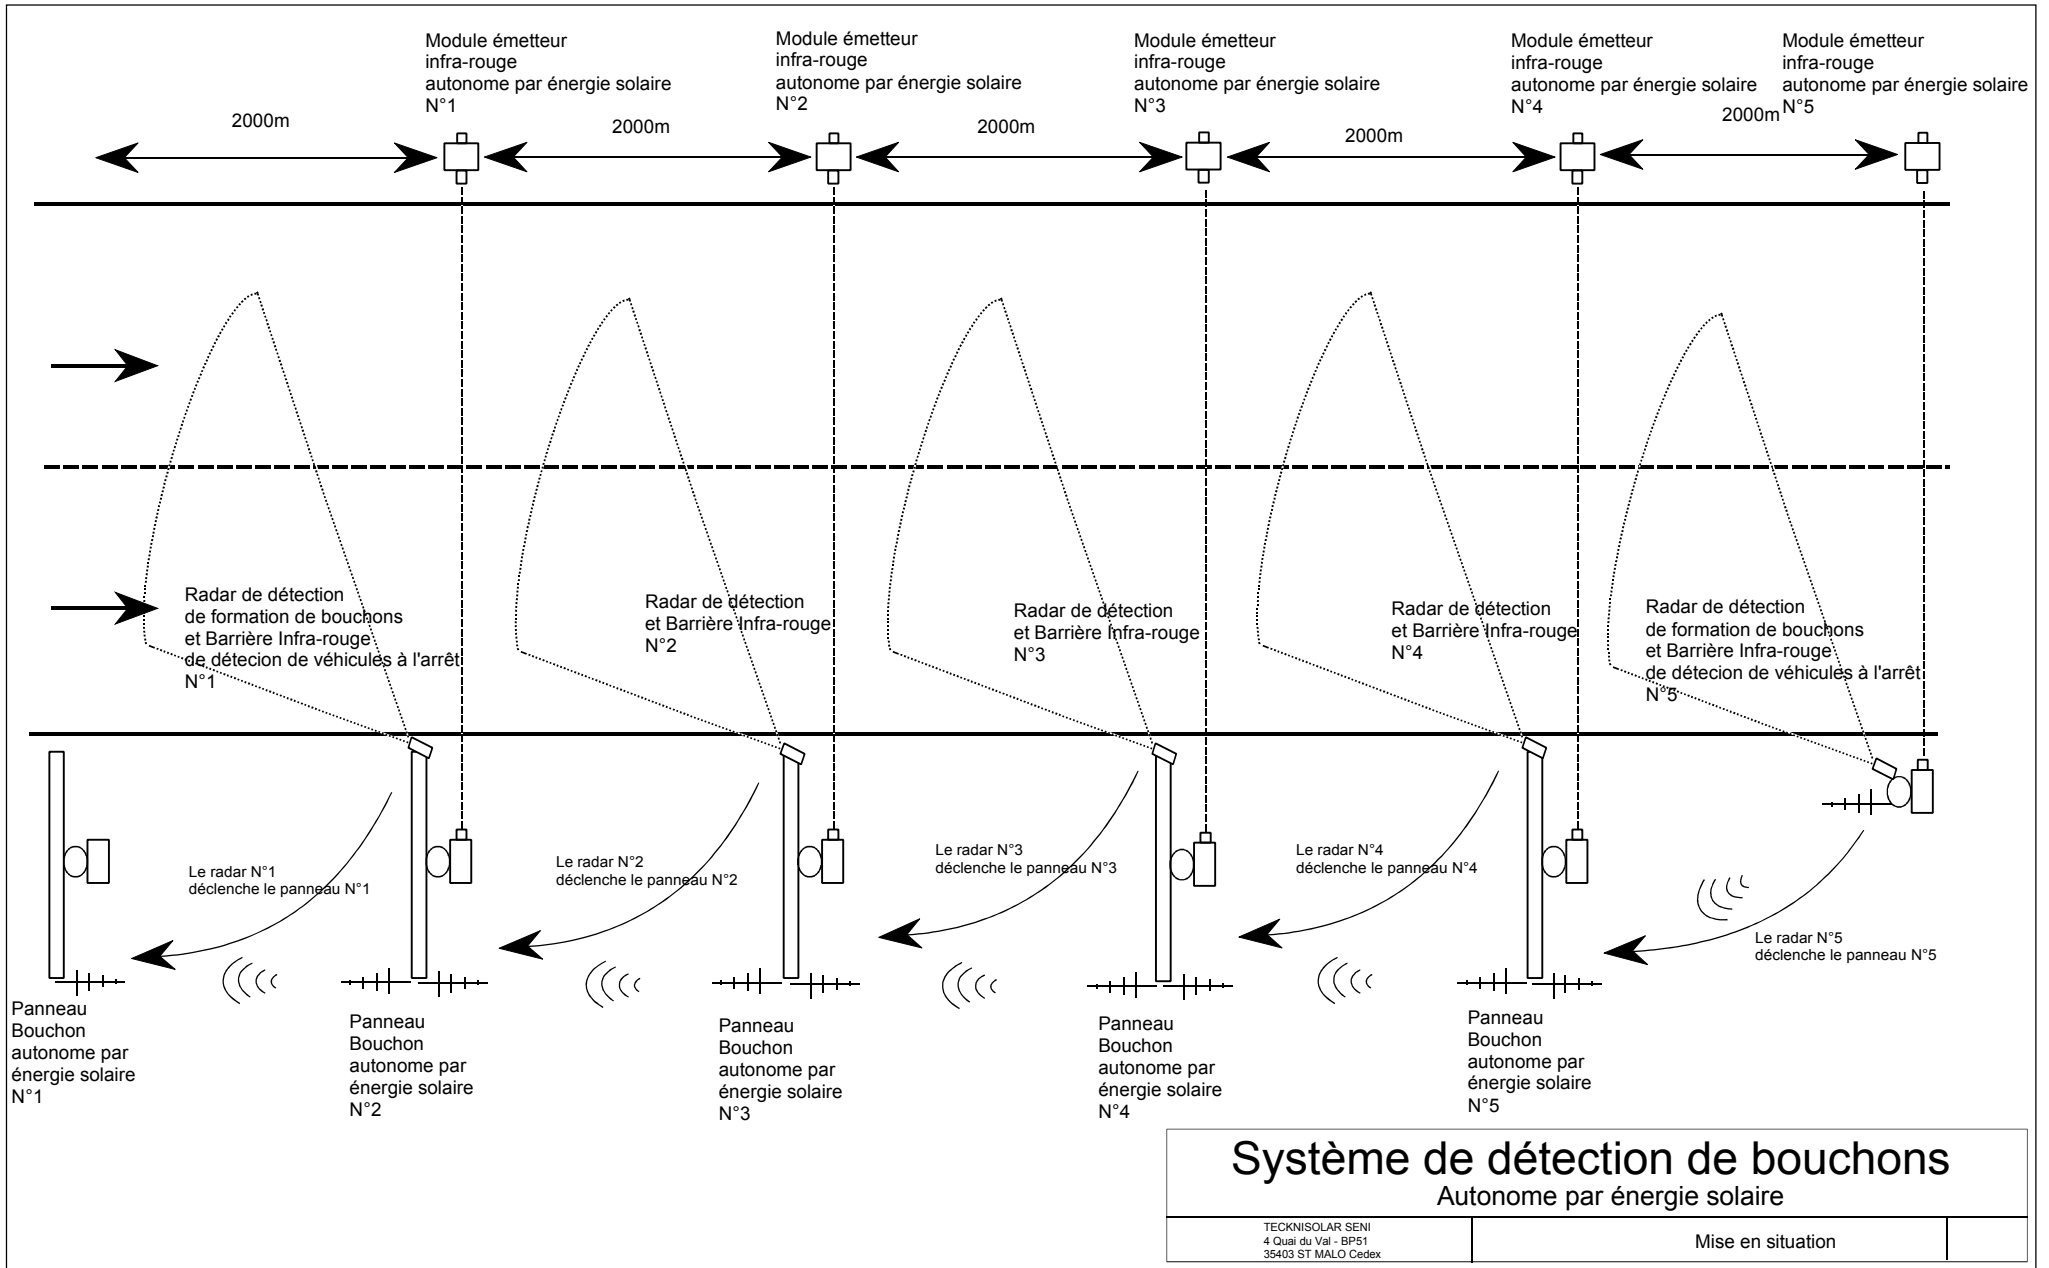 Module émetteur
infra-rouge
autonome par énergie solaire
N°1
Module émetteur
infra-rouge
autonome par énergie solaire
N°2
Module émetteur
infra-rouge
autonome par énergie solaire
N°3
Module émetteur
infra-rouge
autonome par énergie solaire
N°4
Module émetteur
infra-rouge
autonome par énergie solaire
N°5
2000m
2000m
2000m
2000m
2000m
Radar de détection
de formation de bouchons
et Barrière Infra-rouge
de détecion de véhicules à l'arrêt
N°1
Radar de détection
et Barrière Infra-rouge
N°2
Radar de détection
et Barrière Infra-rouge
N°3
Radar de détection
et Barrière Infra-rouge
N°4
Radar de détection
de formation de bouchons
et Barrière Infra-rouge
de détecion de véhicules à l'arrêt
N°5
Le radar N°1
déclenche le panneau N°1
Le radar N°2
déclenche le panneau N°2
Le radar N°3
déclenche le panneau N°3
Le radar N°4
déclenche le panneau N°4
Le radar N°5
déclenche le panneau N°5
Panneau
Bouchon
autonome par
énergie solaire
N°1
Panneau
Bouchon
autonome par
énergie solaire
N°2
Panneau
Bouchon
autonome par
énergie solaire
N°3
Panneau
Bouchon
autonome par
énergie solaire
N°4
Panneau
Bouchon
autonome par
énergie solaire
N°5
Système de détection de bouchons
Autonome par énergie solaire
TECKNISOLAR SENI
4 Quai du Val - BP51
35403 ST MALO Cedex
Mise en situation